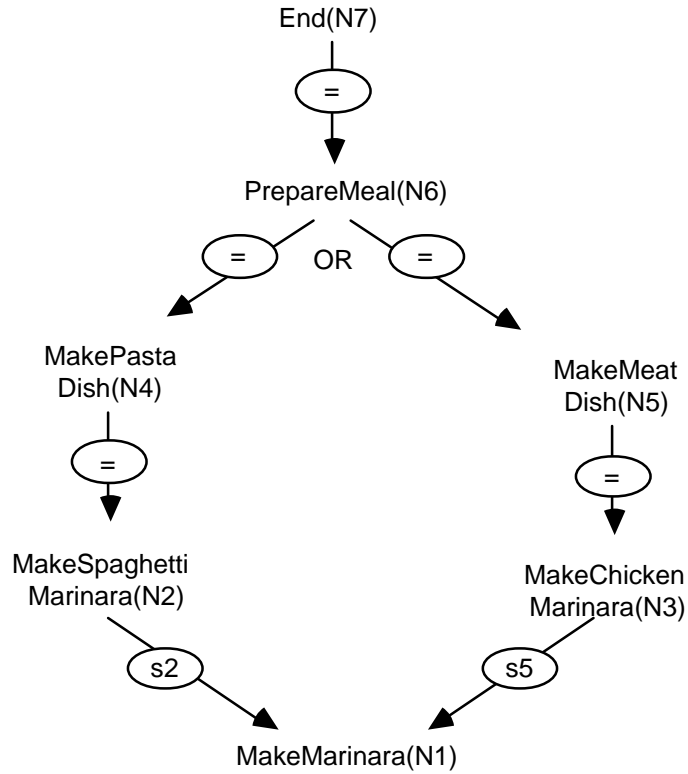 End(N7)
=
PrepareMeal(N6)
= OR =
MakePasta
Dish(N4)
MakeMeat
Dish(N5)
=
=
MakeSpaghetti
Marinara(N2)
MakeChicken
Marinara(N3)
s2
s5
MakeMarinara(N1)